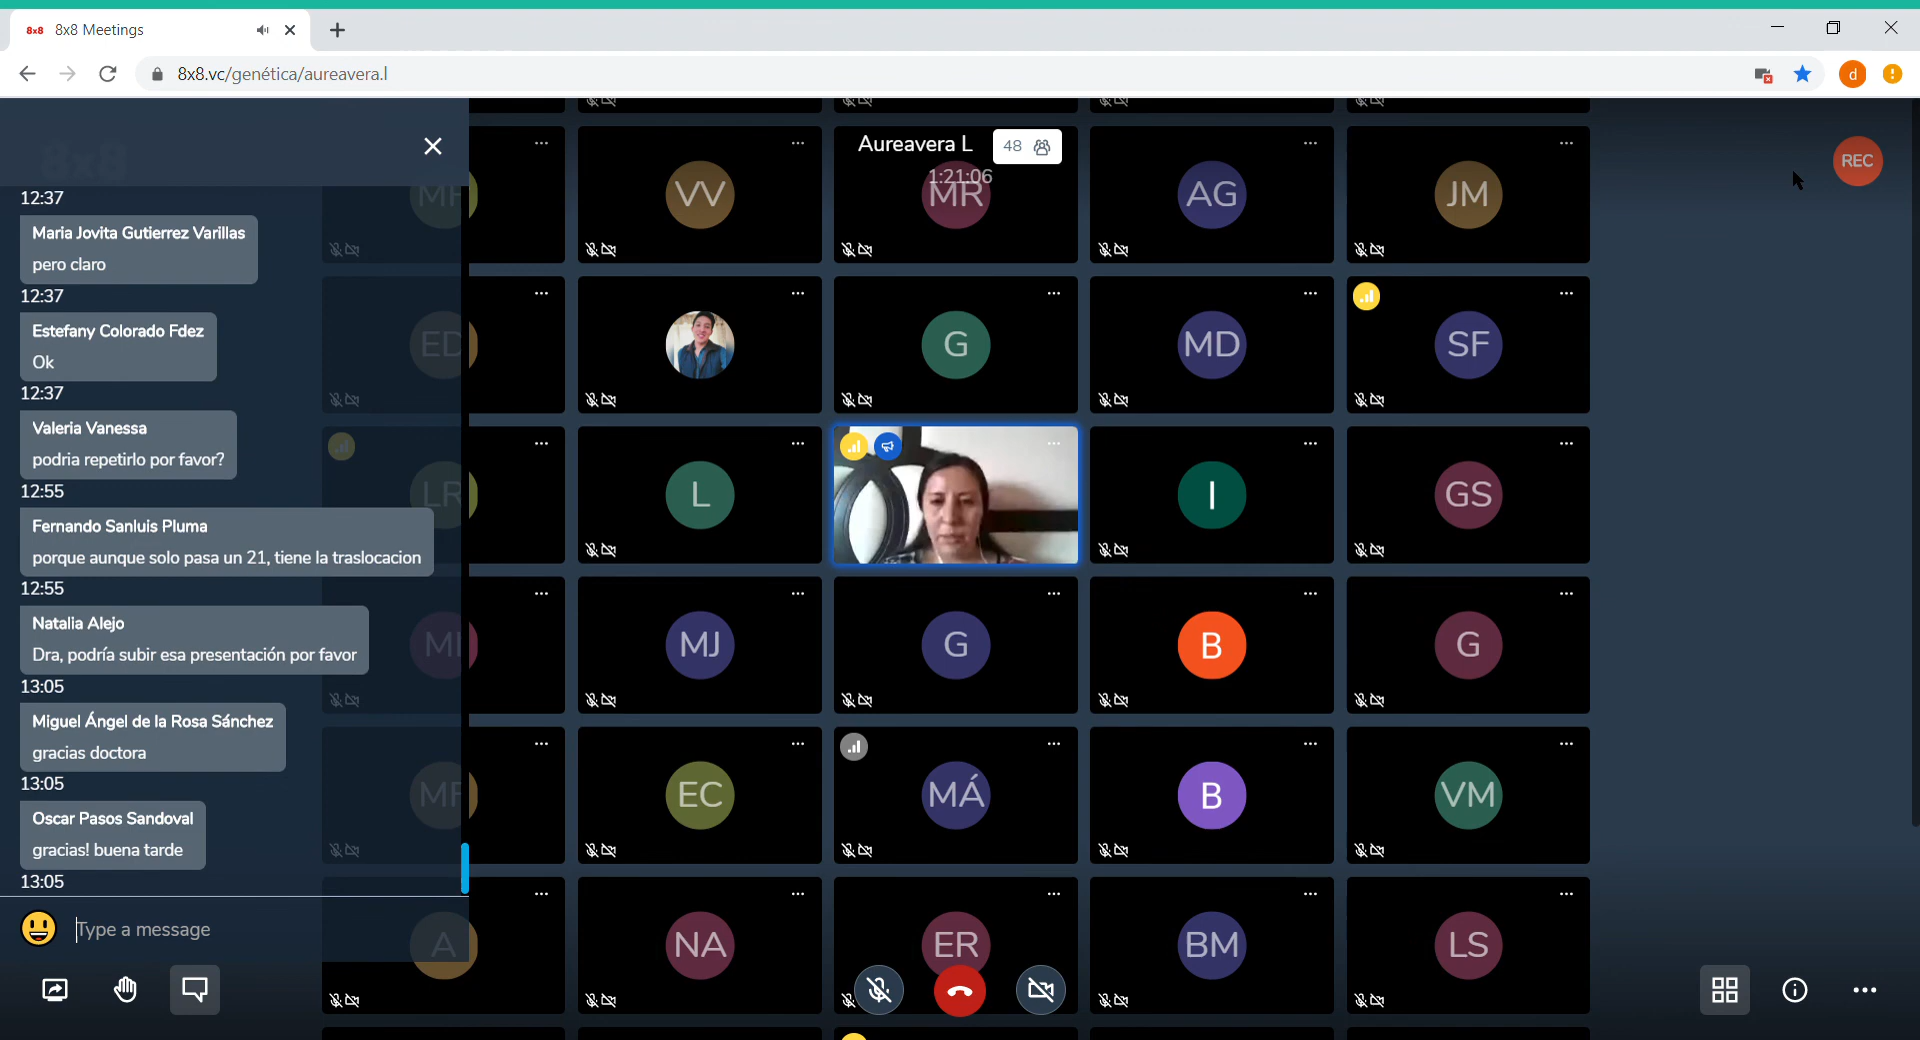 8x8 8x8 Meetings
8x8.vc/genética/aureavera.l
d
8x8
12:37
Maria Jovita Gutierrez Varillas
pero claro
12:37
Estefany Colorado Fdez
Ok
12:37
Valeria Vanessa
podria repetirlo por favor?
12:55
Fernando Sanluis Pluma
porque aunque solo pasa un 21, tiene la traslocacion
12:55
Natalia Alejo
Dra, podría subir esa presentación por favor
13:05
Miguel Ángel de la Rosa Sánchez
gracias doctora
13:05
Oscar Pasos Sandoval
gracias! buena tarde
13:05
Type a message
Aureavera L 48
1:21:06
REC
VV MR AG JM
ED G MD SF
LR L I GS
MJ G B G
EC MÁ B VM
A NA ER BM LS